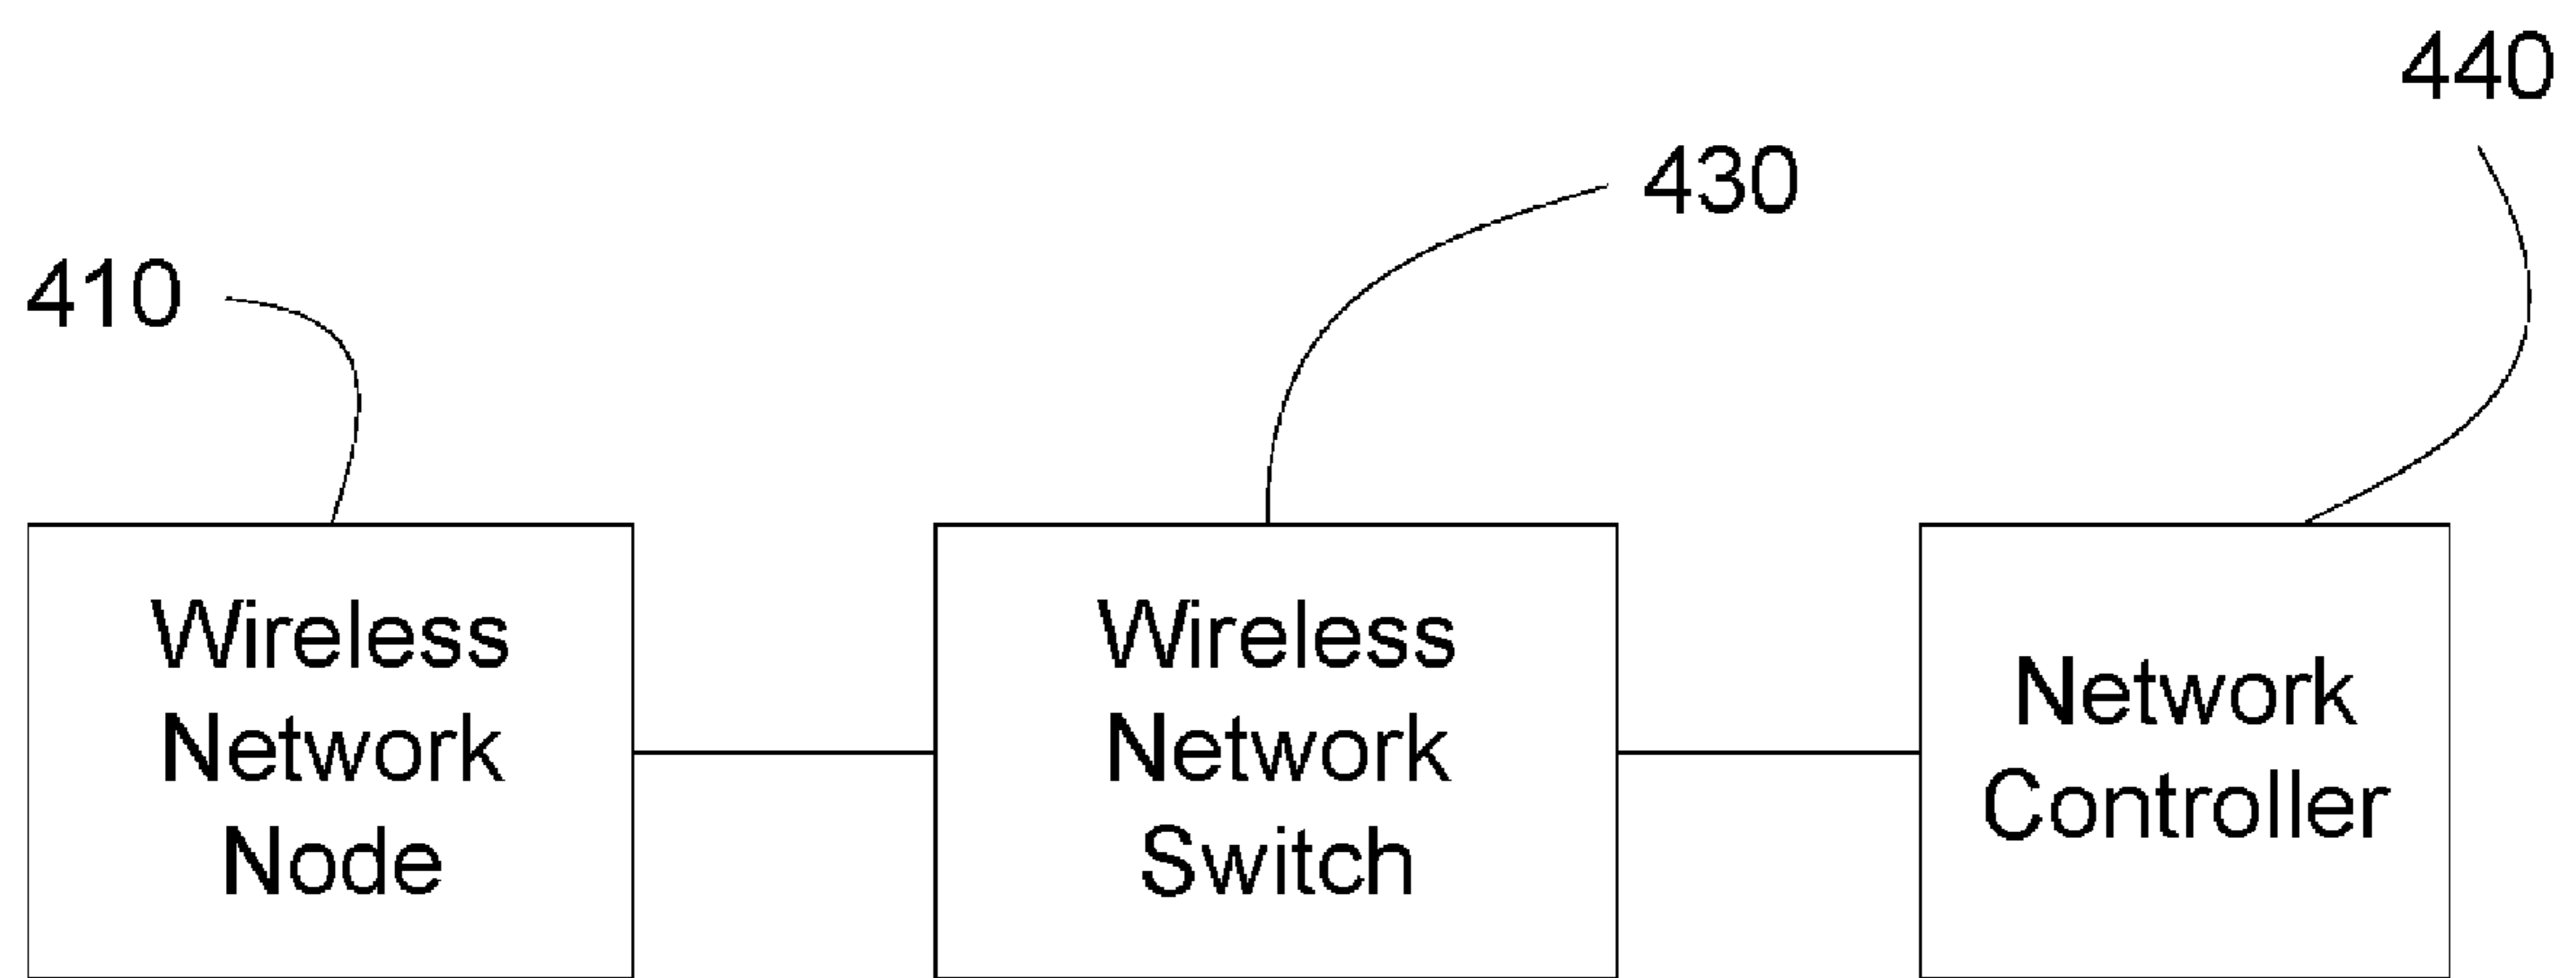 440
430
410
Wireless
Network
Node
Wireless
Network
Switch
Network
Controller